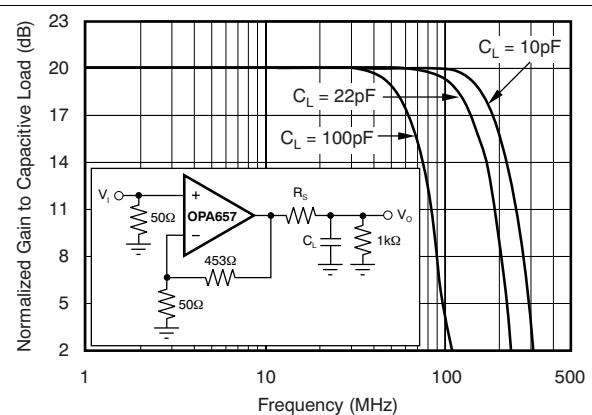 Normalized Gain to Capacitive Load (dB)
23
20
17
14
11
8
5
2
C_L = 10pF
C_L = 22pF
C_L = 100pF
V_I
+
OPA657
−
50Ω
453Ω
50Ω
R_S
C_L
1kΩ
V_O
1
10
100
500
Frequency (MHz)